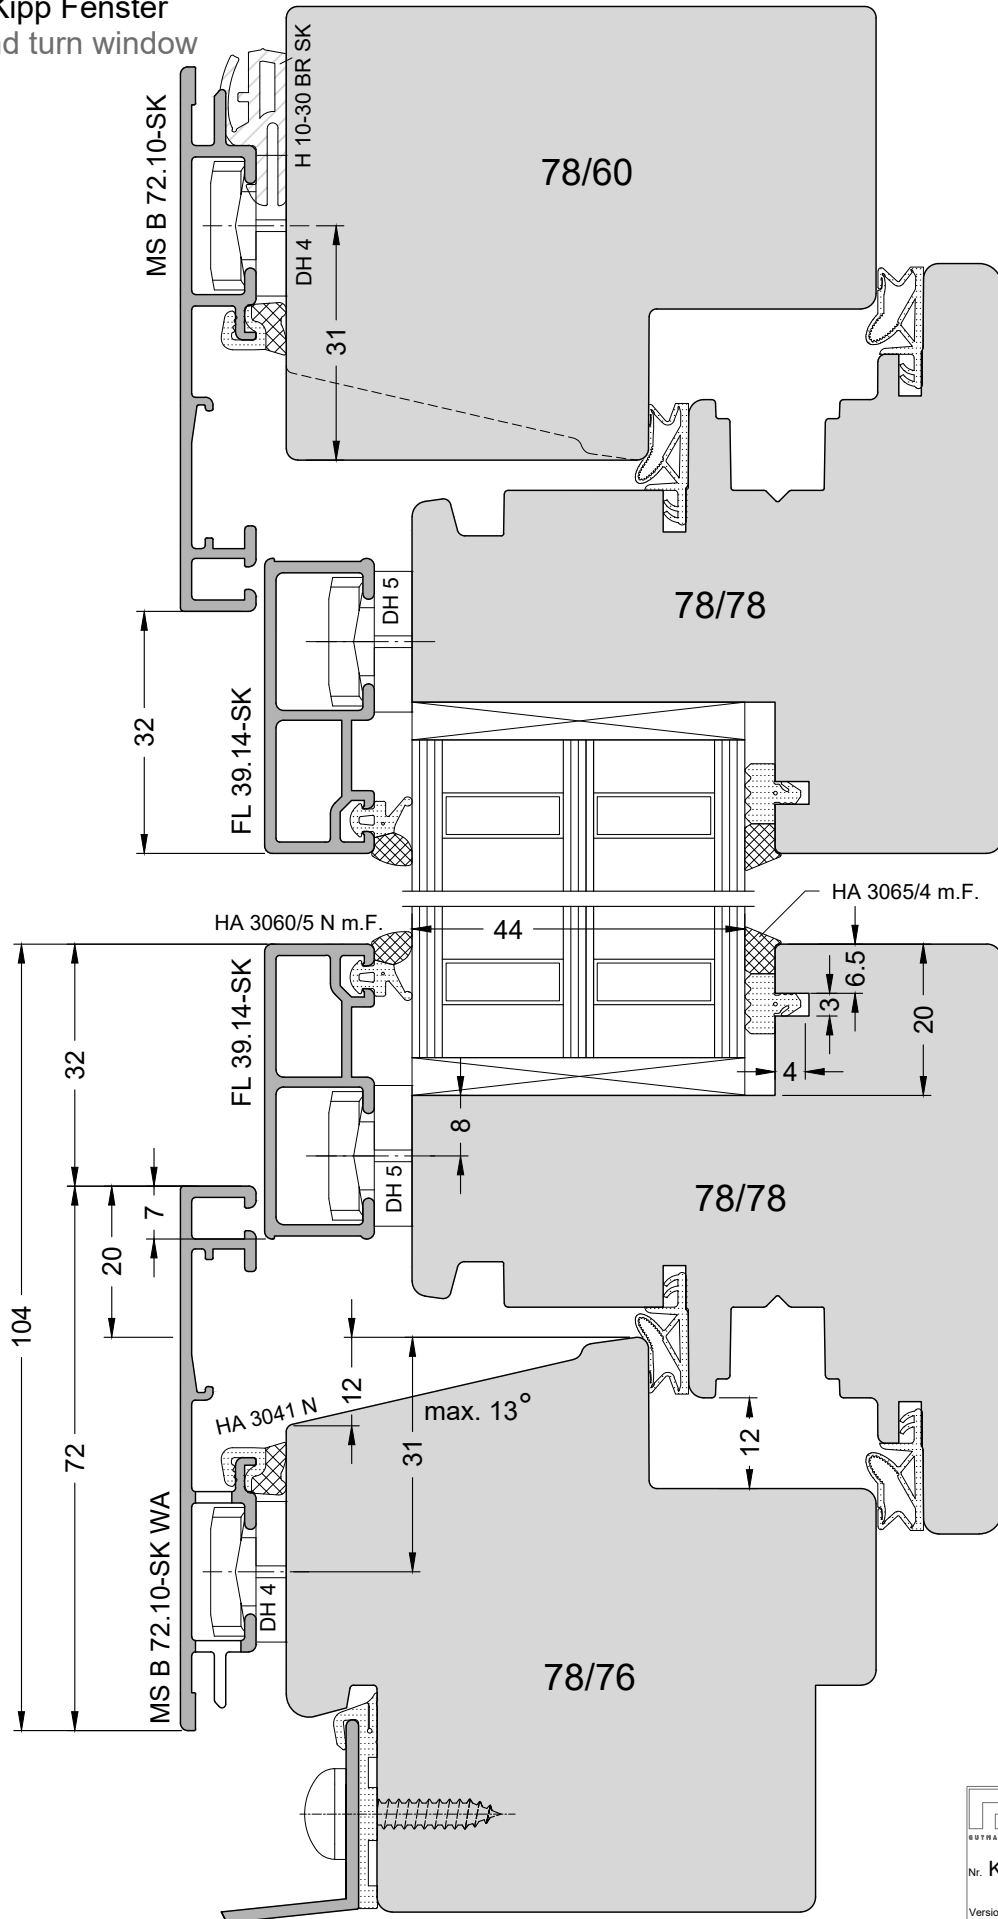 Kipp Fenster
nd turn window
MS B 72.10-SK
H 10-30 BR SK
78/60
DH 4
31
DH 5
78/78
32
FL 39.14-SK
HA 3065/4 m.F.
HA 3060/5 N m.F.
44
6.5
3
20
4
32
FL 39.14-SK
8
DH 5
78/78
7
20
104
12
max. 13°
31
12
HA 3041 N
72
MS B 72.10-SK WA
DH 4
78/76
Nr. K
Versio